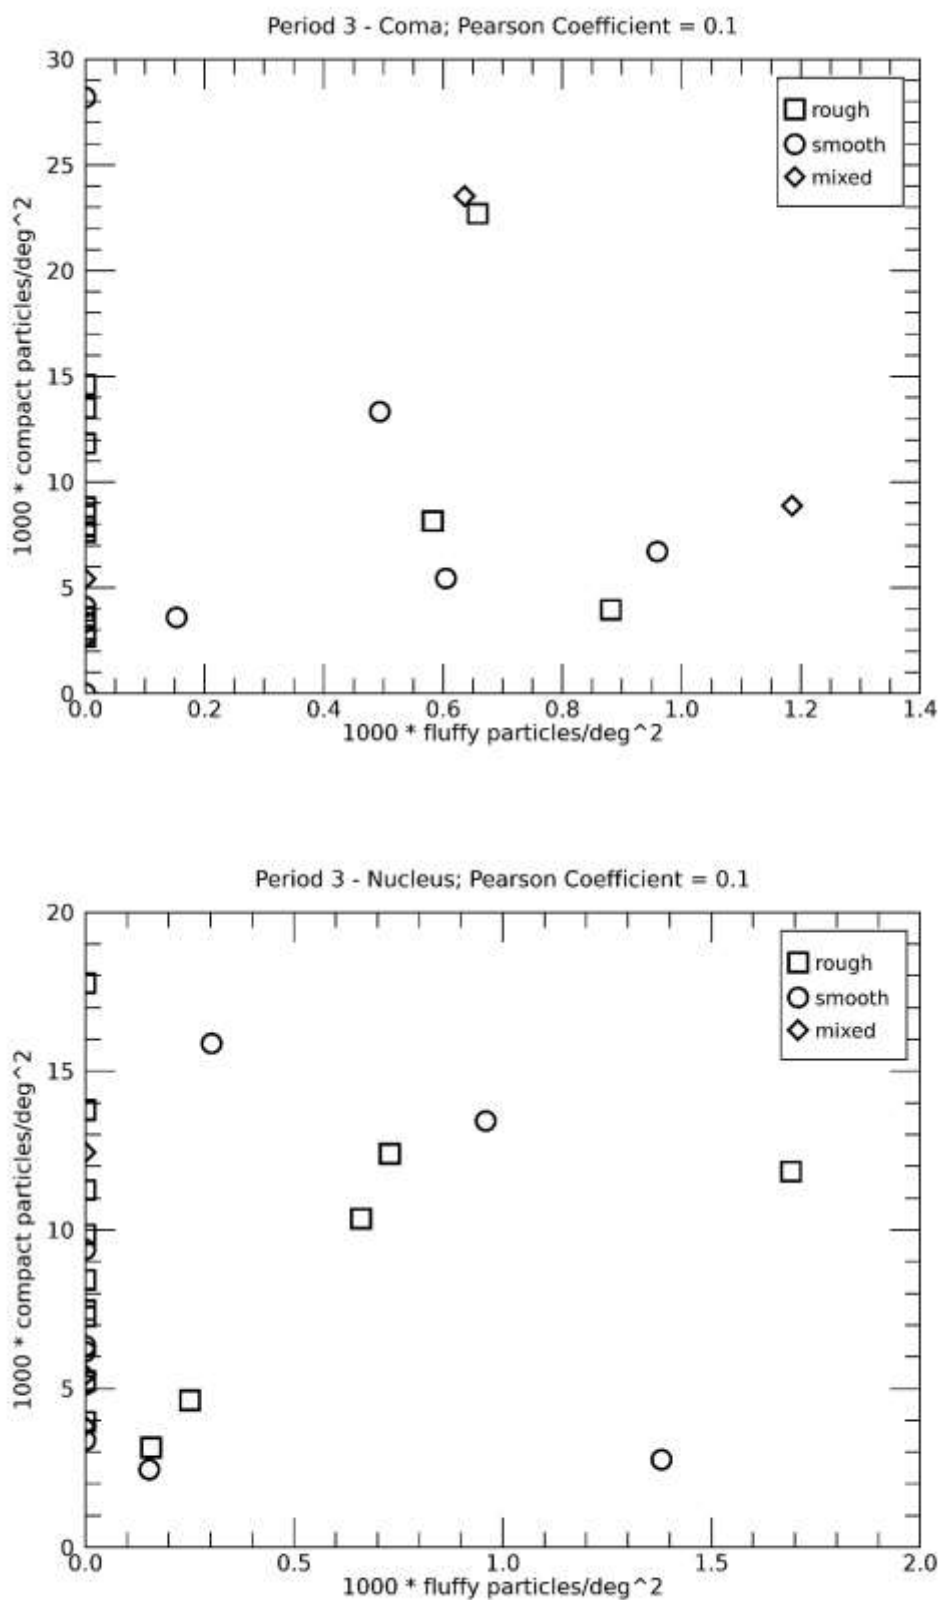 Period 3 - Coma; Pearson Coefficient = 0.1
30
25
20
15
10
5
0
1000 * compact particles/deg^2
rough
smooth
mixed
0.0 0.2 0.4 0.6 0.8 1.0 1.2 1.4
1000 * fluffy particles/deg^2
Period 3 - Nucleus; Pearson Coefficient = 0.1
20
15
10
5
0
1000 * compact particles/deg^2
rough
smooth
mixed
0.0 0.5 1.0 1.5 2.0
1000 * fluffy particles/deg^2